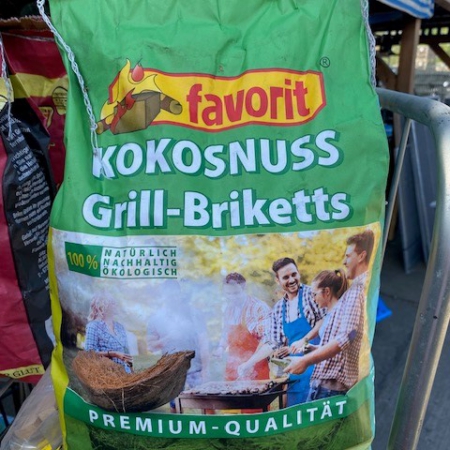 favorit®
KOKOSNUSS
Grill-Briketts
100 %
NATÜRLICH
NACHHALTIG
ÖKOLOGISCH
PREMIUM-QUALITÄT